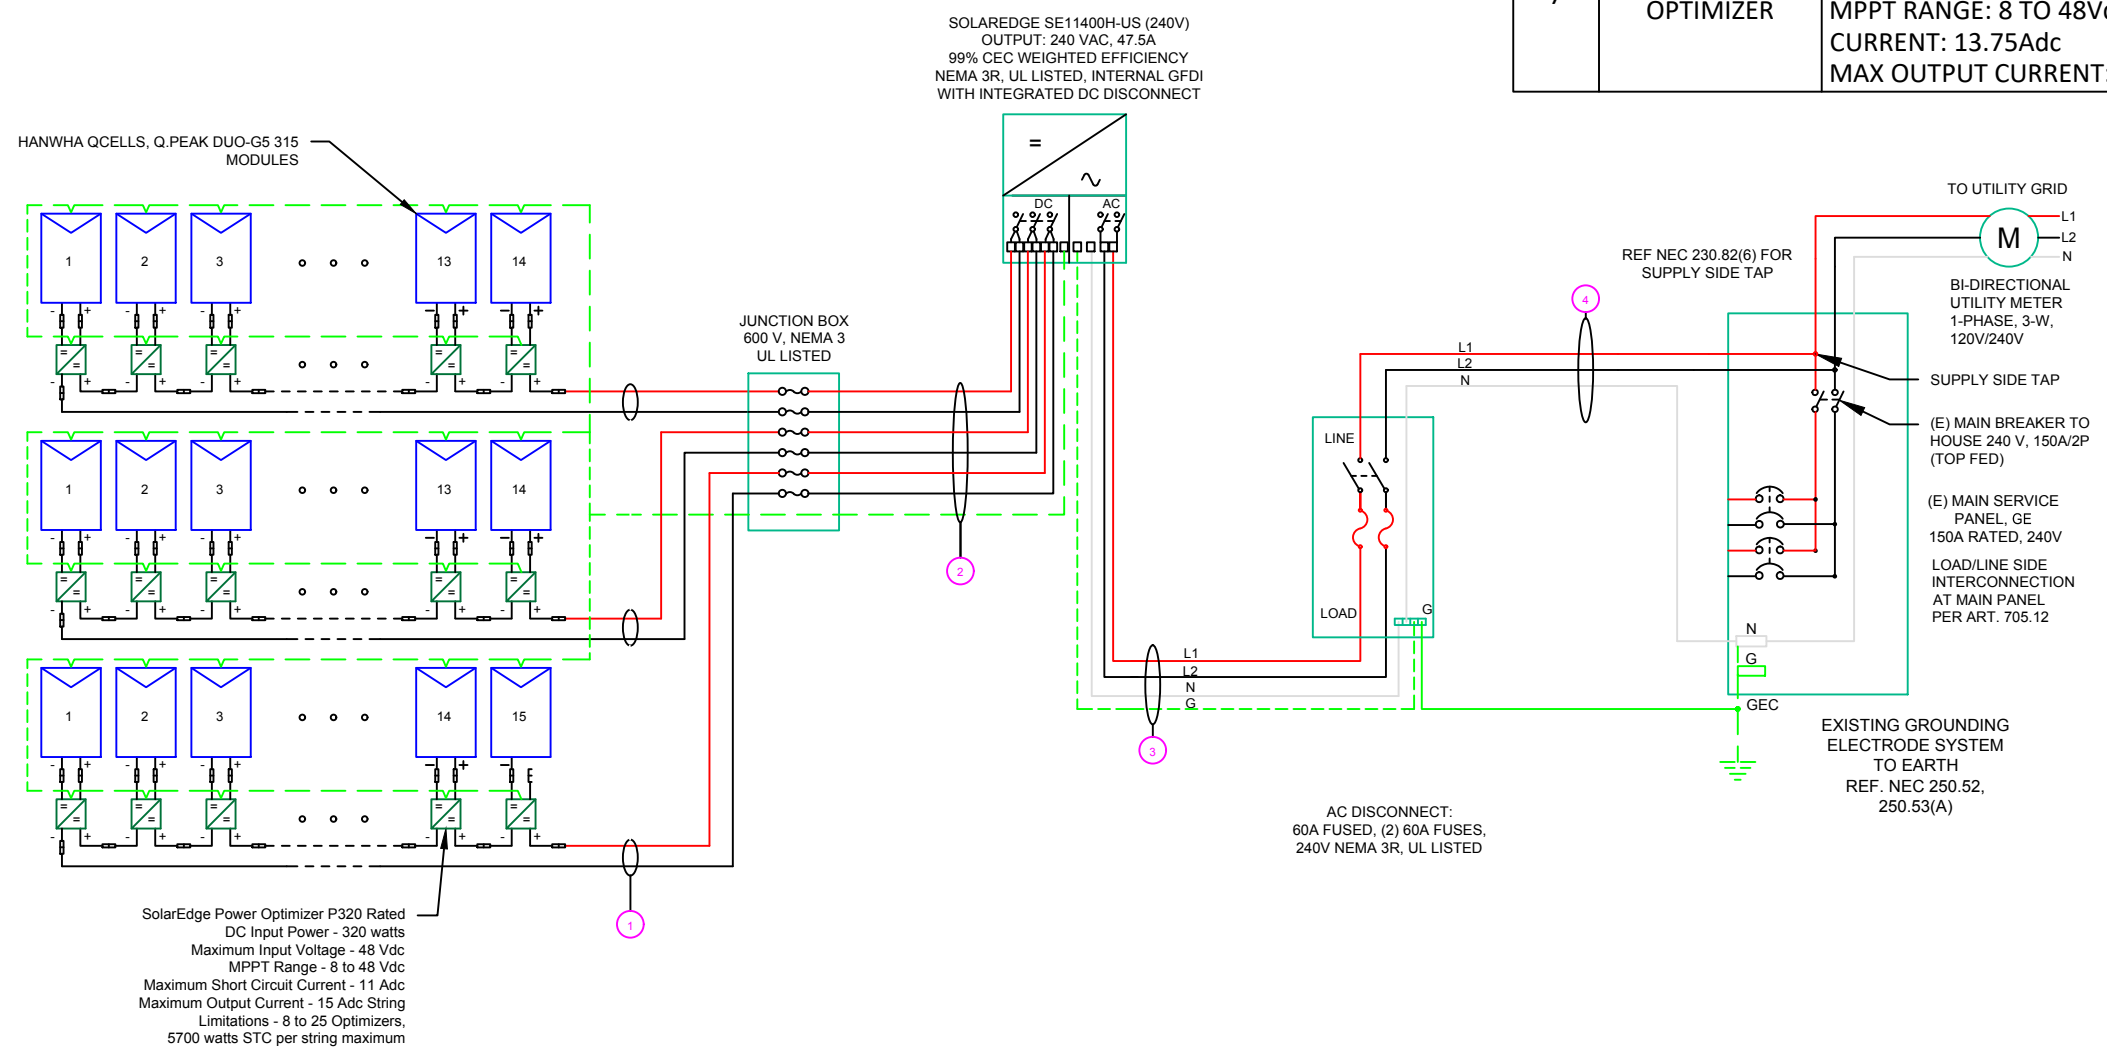 SOLAREDGE SE11400H-US (240V)
OUTPUT: 240 VAC, 47.5A
99% CEC WEIGHTED EFFICIENCY
NEMA 3R, UL LISTED, INTERNAL GFDI
WITH INTEGRATED DC DISCONNECT
OPTIMIZER
MPPT RANGE: 8 TO 48V
CURRENT: 13.75Adc
MAX OUTPUT CURRENT:
HANWHA QCELLS, Q.PEAK DUO-G5 315
MODULES
=
DC
AC
1 2 3 13 14
- + - + - + - + - +
= = = = = = = = = =
- + - + - + - + - +
JUNCTION BOX
600 V, NEMA 3
UL LISTED
1 2 3 13 14
- + - + - + - + - +
= = = = = = = = = =
- + - + - + - + - +
1 2 3 14 15
- + - + - + - + -
= = = = = = = = = =
- + - + - + - + - +
1
2
SolarEdge Power Optimizer P320 Rated
DC Input Power - 320 watts
Maximum Input Voltage - 48 Vdc
MPPT Range - 8 to 48 Vdc
Maximum Short Circuit Current - 11 Adc
Maximum Output Current - 15 Adc String
Limitations - 8 to 25 Optimizers,
5700 watts STC per string maximum
L1
L2
N
G
3
LINE
LOAD
G
AC DISCONNECT:
60A FUSED, (2) 60A FUSES,
240V NEMA 3R, UL LISTED
L1
L2
N
4
REF NEC 230.82(6) FOR
SUPPLY SIDE TAP
TO UTILITY GRID
M
L1
L2
N
BI-DIRECTIONAL
UTILITY METER
1-PHASE, 3-W,
120V/240V
SUPPLY SIDE TAP
(E) MAIN BREAKER TO
HOUSE 240 V, 150A/2P
(TOP FED)
(E) MAIN SERVICE
PANEL, GE
150A RATED, 240V
LOAD/LINE SIDE
INTERCONNECTION
AT MAIN PANEL
PER ART. 705.12
N
G
GEC
EXISTING GROUNDING
ELECTRODE SYSTEM
TO EARTH
REF. NEC 250.52,
250.53(A)